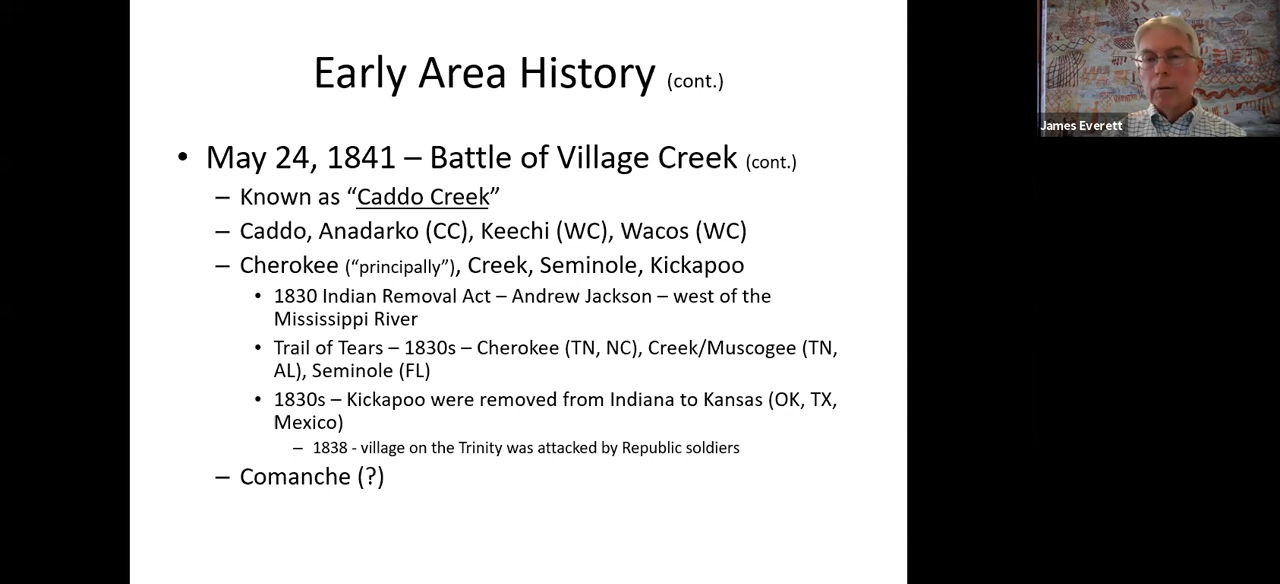 Early Area History (cont.)
• May 24, 1841 – Battle of Village Creek (cont.)
– Known as “Caddo Creek”
– Caddo, Anadarko (CC), Keechi (WC), Wacos (WC)
– Cherokee (“principally”), Creek, Seminole, Kickapoo
• 1830 Indian Removal Act – Andrew Jackson – west of the
Mississippi River
• Trail of Tears – 1830s – Cherokee (TN, NC), Creek/Muscogee (TN,
AL), Seminole (FL)
• 1830s – Kickapoo were removed from Indiana to Kansas (OK, TX,
Mexico)
– 1838 - village on the Trinity was attacked by Republic soldiers
– Comanche (?)
James Everett